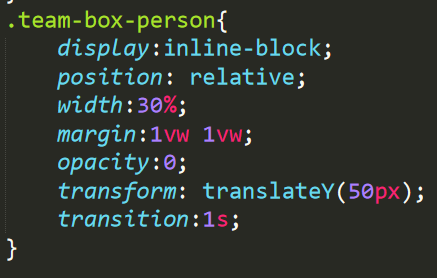 .team-box-person{
display:inline-block;
position: relative;
width:30%;
margin:1vw 1vw;
opacity:0;
transform: translateY(50px);
transition:1s;
}